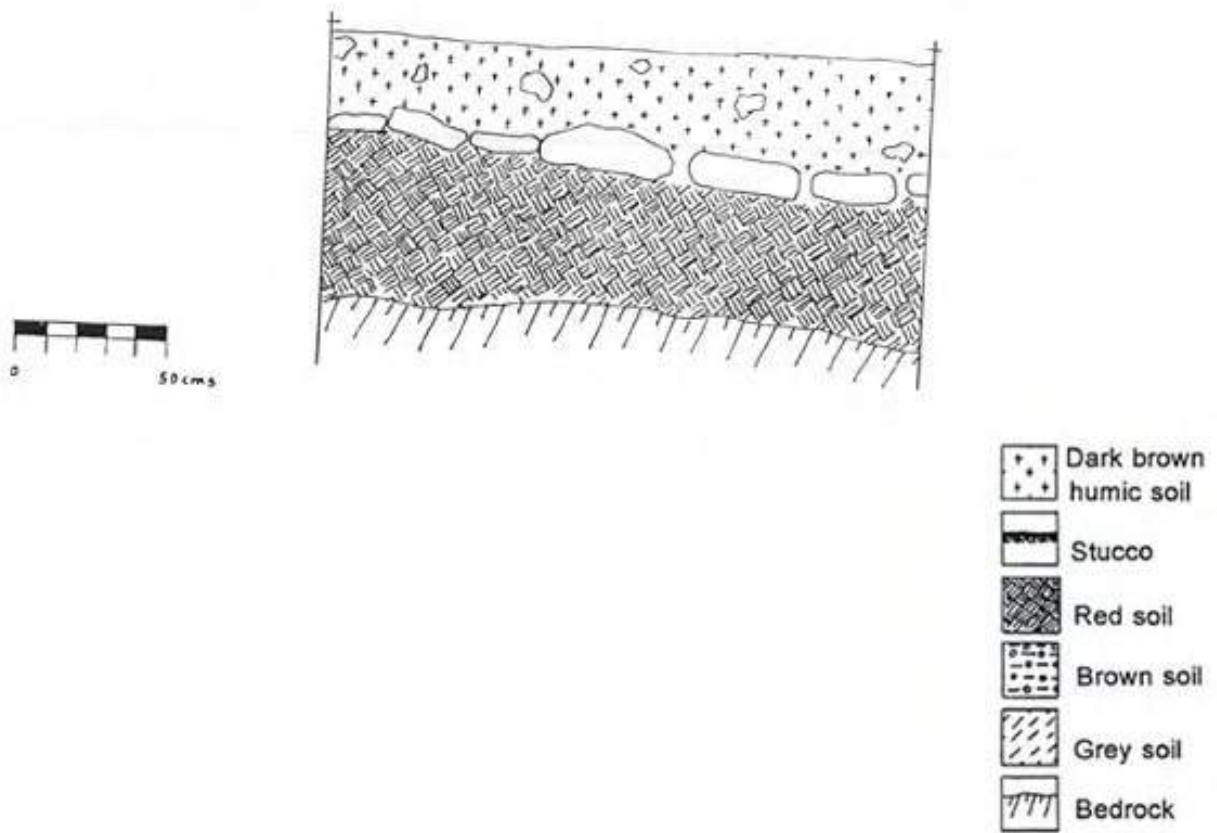 0
50cms
Dark brown
humic soil
Stucco
Red soil
Brown soil
Grey soil
Bedrock